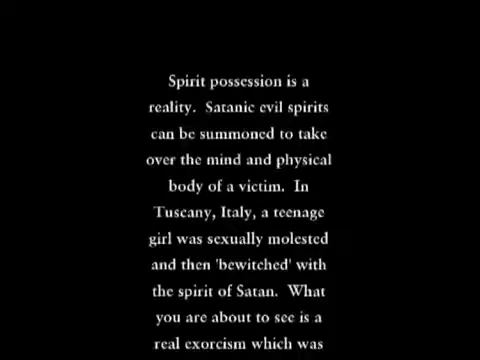 Spirit possession is a
reality. Satanic evil spirits
can be summoned to take
over the mind and physical
body of a victim. In
Tuscany, Italy, a teenage
girl was sexually molested
and then 'bewitched' with
the spirit of Satan. What
you are about to see is a
real exorcism which was